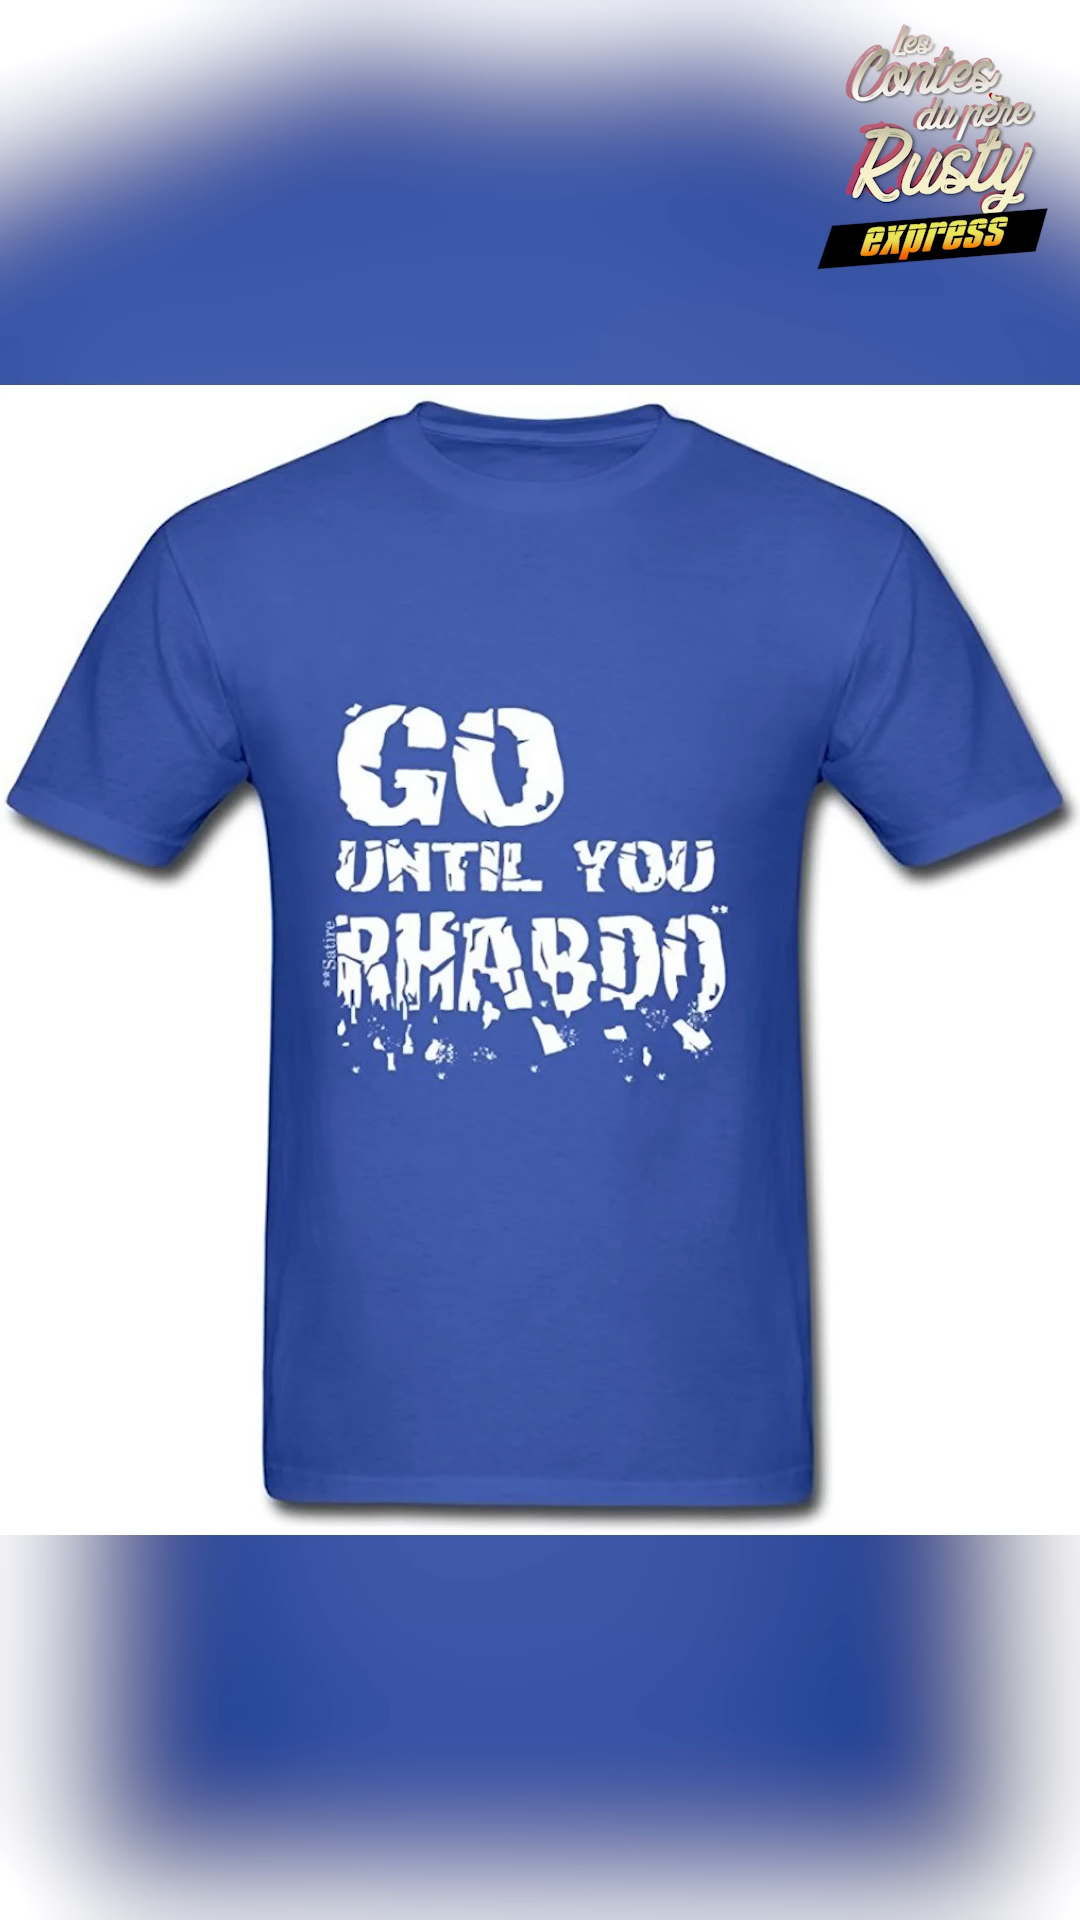 Les
Contes
du père
Rusty
express
GO
UNTIL YOU
RHABDO**
**Satire